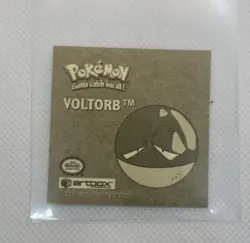 POKéMON
Gotta catch 'em all!
VOLTORB™
artbox